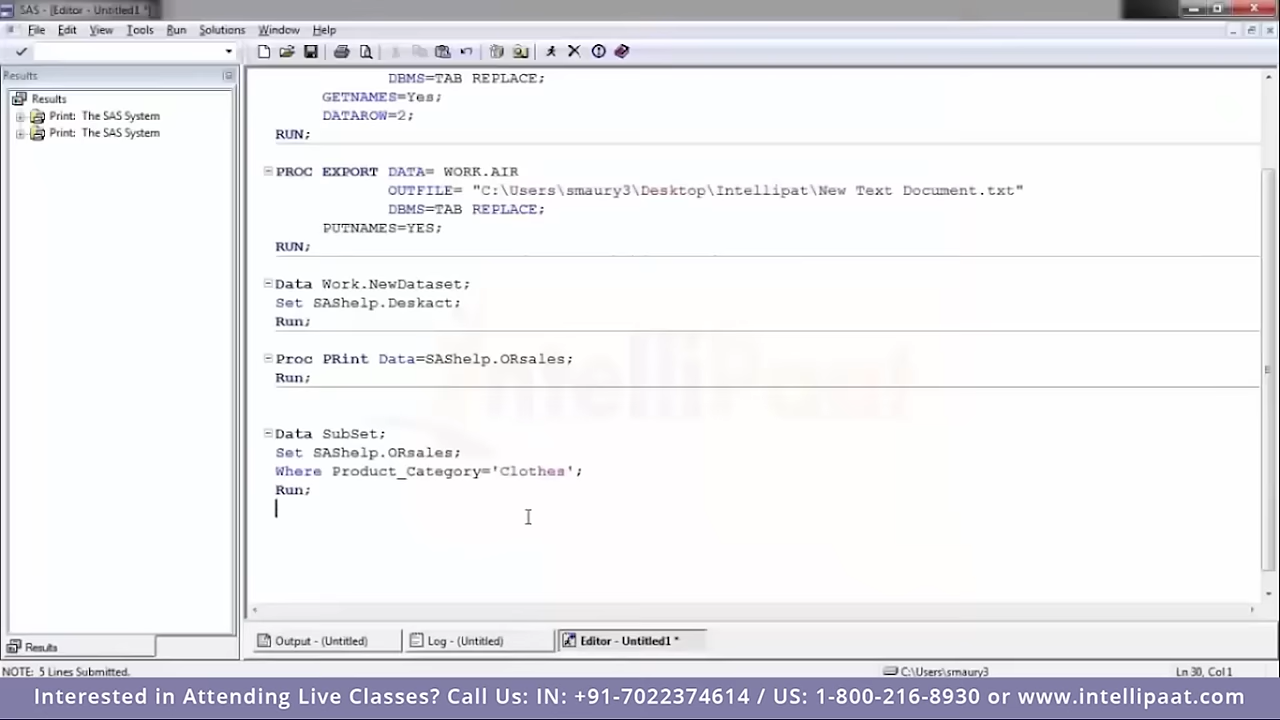 SAS - [Editor - Untitled1 *]
File Edit View Tools Run Solutions Window Help
Results
Results
Print: The SAS System
Print: The SAS System
DBMS=TAB REPLACE;
GETNAMES=Yes;
DATAROW=2;
RUN;
PROC EXPORT DATA= WORK.AIR
OUTFILE= "C:\Users\smaury3\Desktop\Intellipat\New Text Document.txt"
DBMS=TAB REPLACE;
PUTNAMES=YES;
RUN;
Data Work.NewDataset;
Set SAShelp.Deskact;
Run;
Proc PRint Data=SAShelp.ORsales;
Run;
IntelliPaat
Data SubSet;
Set SAShelp.ORsales;
Where Product_Category='Clothes';
Run;
Results
Output - (Untitled) Log - (Untitled) Editor - Untitled1 *
NOTE: 5 Lines Submitted. C:\Users\smaury3 Ln 30, Col 1
Interested in Attending Live Classes? Call Us: IN: +91-7022374614 / US: 1-800-216-8930 or www.intellipaat.com